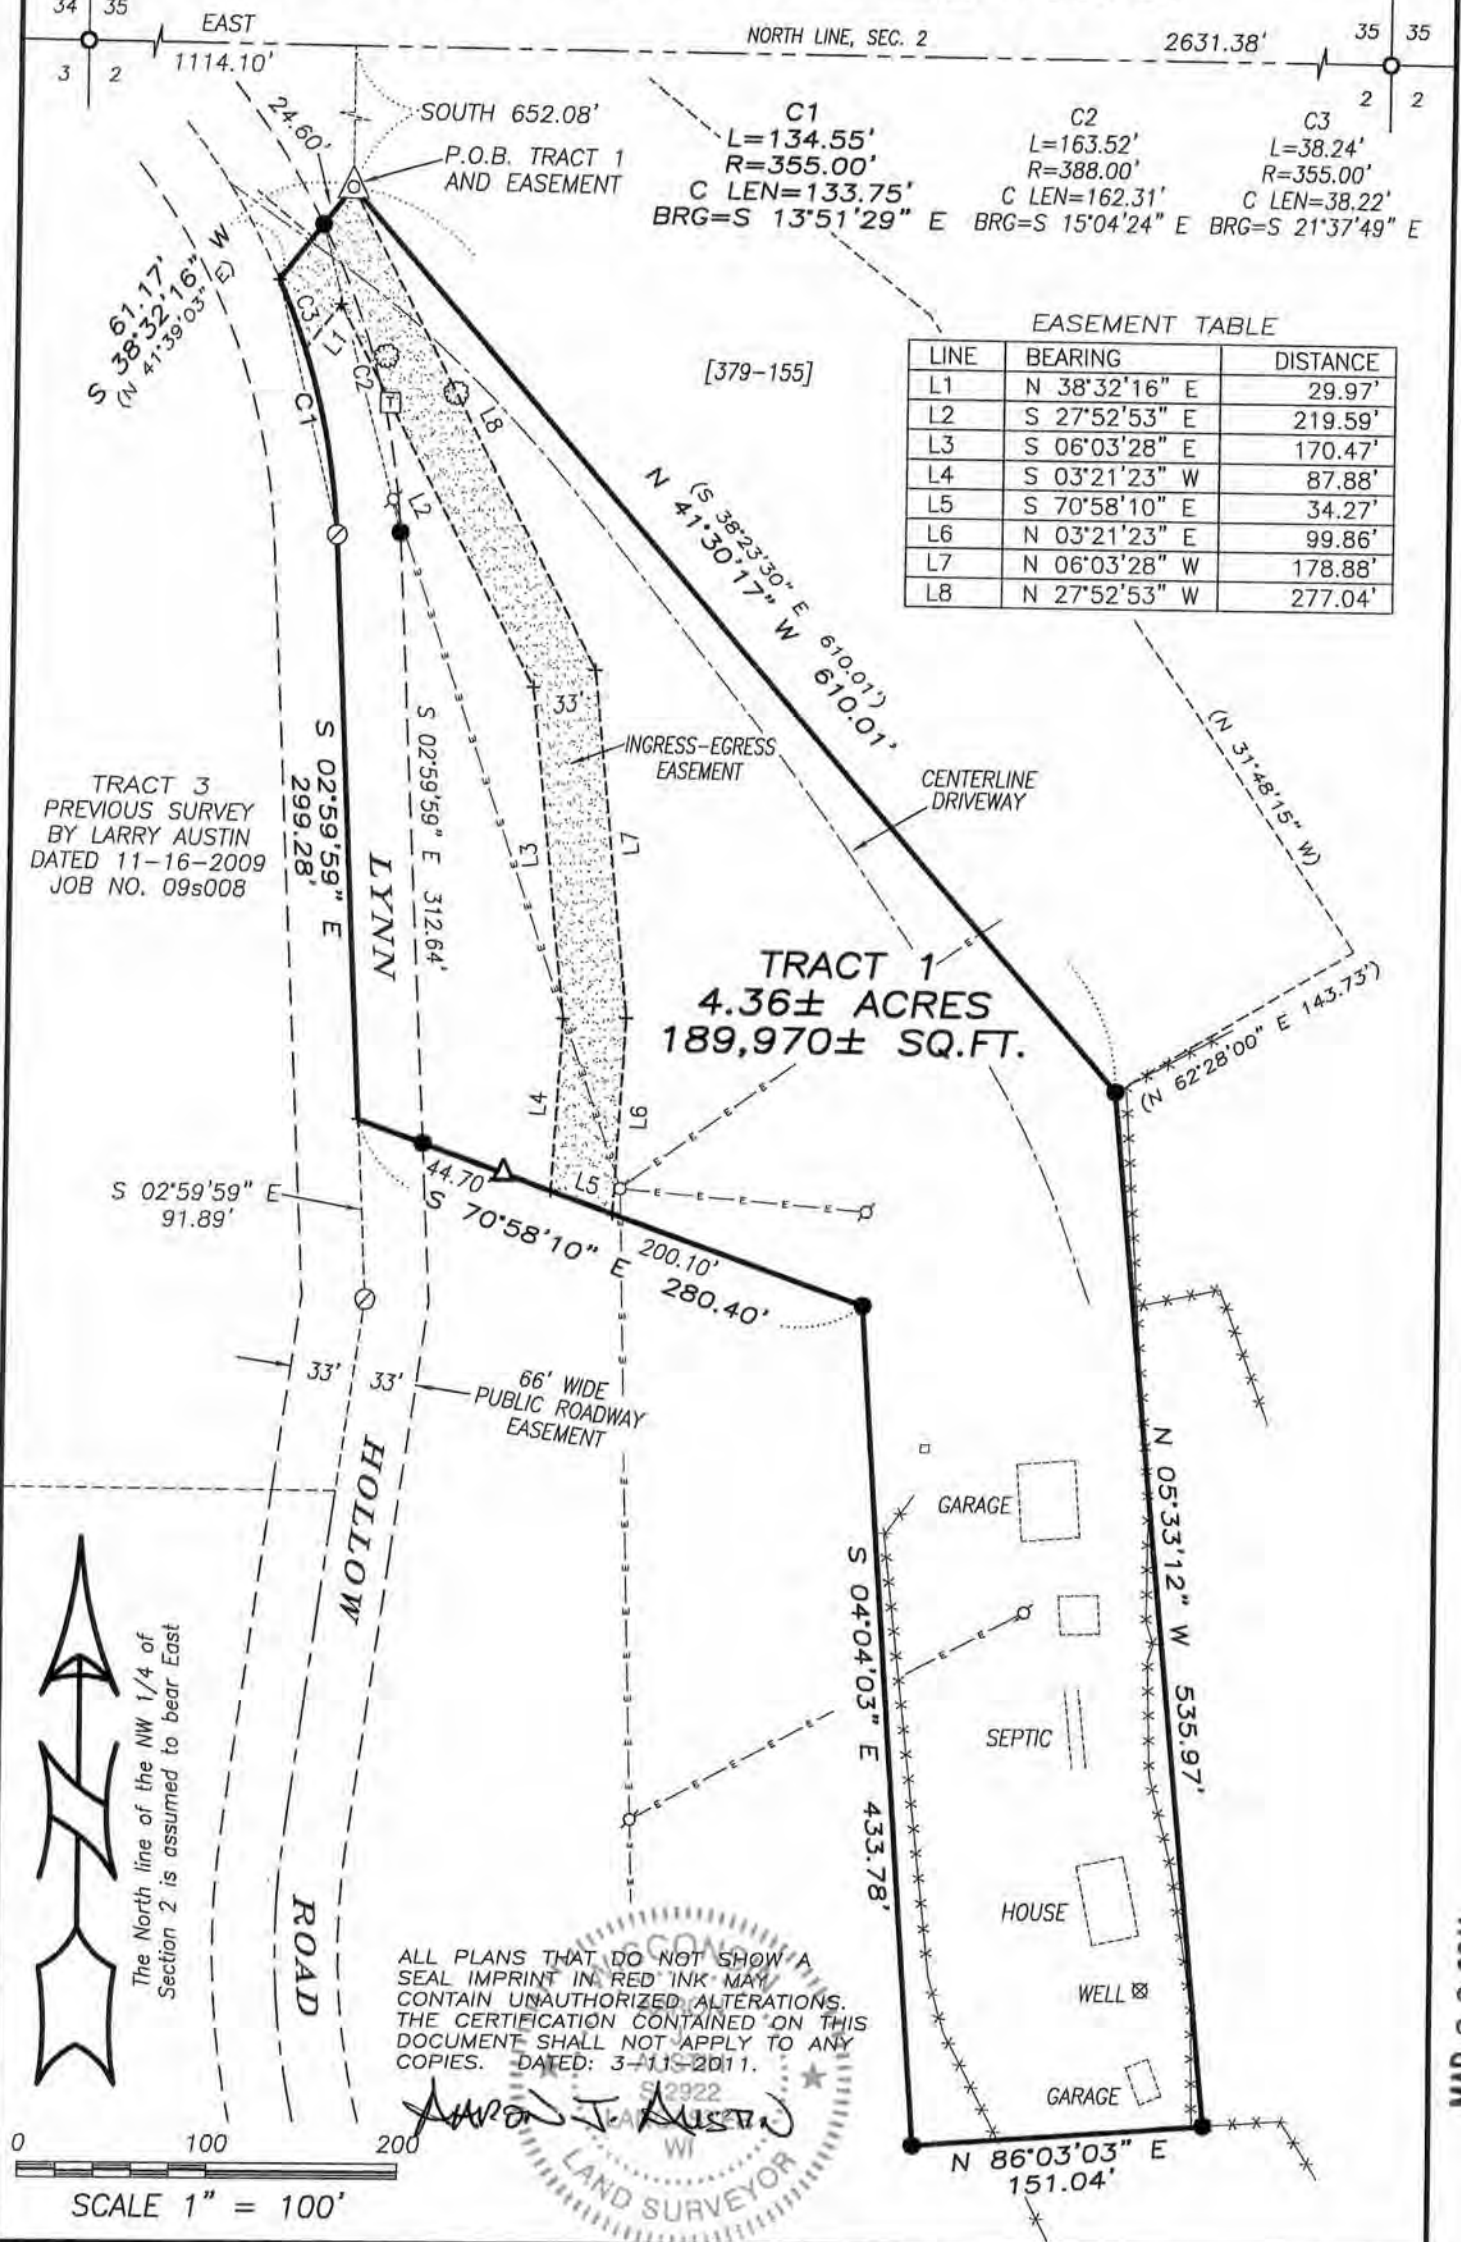 34 | 35
3 | 2
EAST
1114.10'
NORTH LINE, SEC. 2
2631.38'
35 | 35
2 | 2
24.60'
SOUTH 652.08'
P.O.B. TRACT 1
AND EASEMENT
C1
L=134.55'
R=355.00'
C LEN=133.75'
BRG=S 13°51'29" E
C2
L=163.52'
R=388.00'
C LEN=162.31'
BRG=S 15°04'24" E
C3
L=38.24'
R=355.00'
C LEN=38.22'
BRG=S 21°37'49" E
61.17'
S 38°32'16" W
(N 41°39'03" E)
C3
L1
C2
C1
T
L8
L2
[379-155]
EASEMENT TABLE
LINE BEARING DISTANCE
L1 N 38°32'16" E 29.97'
L2 S 27°52'53" E 219.59'
L3 S 06°03'28" E 170.47'
L4 S 03°21'23" W 87.88'
L5 S 70°58'10" E 34.27'
L6 N 03°21'23" E 99.86'
L7 N 06°03'28" W 178.88'
L8 N 27°52'53" W 277.04'
(S 38°23'30" E 610.01')
N 41°30'17" W 610.01'
33'
INGRESS-EGRESS
EASEMENT
CENTERLINE
DRIVEWAY
(N 31°48'15" W)
(N 62°28'00" E 143.73')
TRACT 3
PREVIOUS SURVEY
BY LARRY AUSTIN
DATED 11-16-2009
JOB NO. 09s008
S 02°59'59" E
299.28'
LYNN
S 02°59'59" E 312.64'
L3
L7
TRACT 1
4.36± ACRES
189,970± SQ.FT.
L4
L6
L5
44.70'
S 70°58'10" E 280.40'
200.10'
S 02°59'59" E
91.89'
33'
33'
66' WIDE
PUBLIC ROADWAY
EASEMENT
HOLLOW
ROAD
GARAGE
N 05°33'12" W 535.97'
S 04°04'03" E 433.78'
SEPTIC
HOUSE
WELL
GARAGE
N 86°03'03" E
151.04'
The North line of the NW 1/4 of
Section 2 is assumed to bear East
ALL PLANS THAT DO NOT SHOW A
SEAL IMPRINT IN RED INK MAY
CONTAIN UNAUTHORIZED ALTERATIONS.
THE CERTIFICATION CONTAINED ON THIS
DOCUMENT SHALL NOT APPLY TO ANY
COPIES. DATED: 3-11-2011.
WISCONSIN
AARON
J.
AUSTIN
S-2922
LANCASTER
WI
LAND SURVEYOR
AARON J. AUSTIN
0 100 200
SCALE 1" = 100'